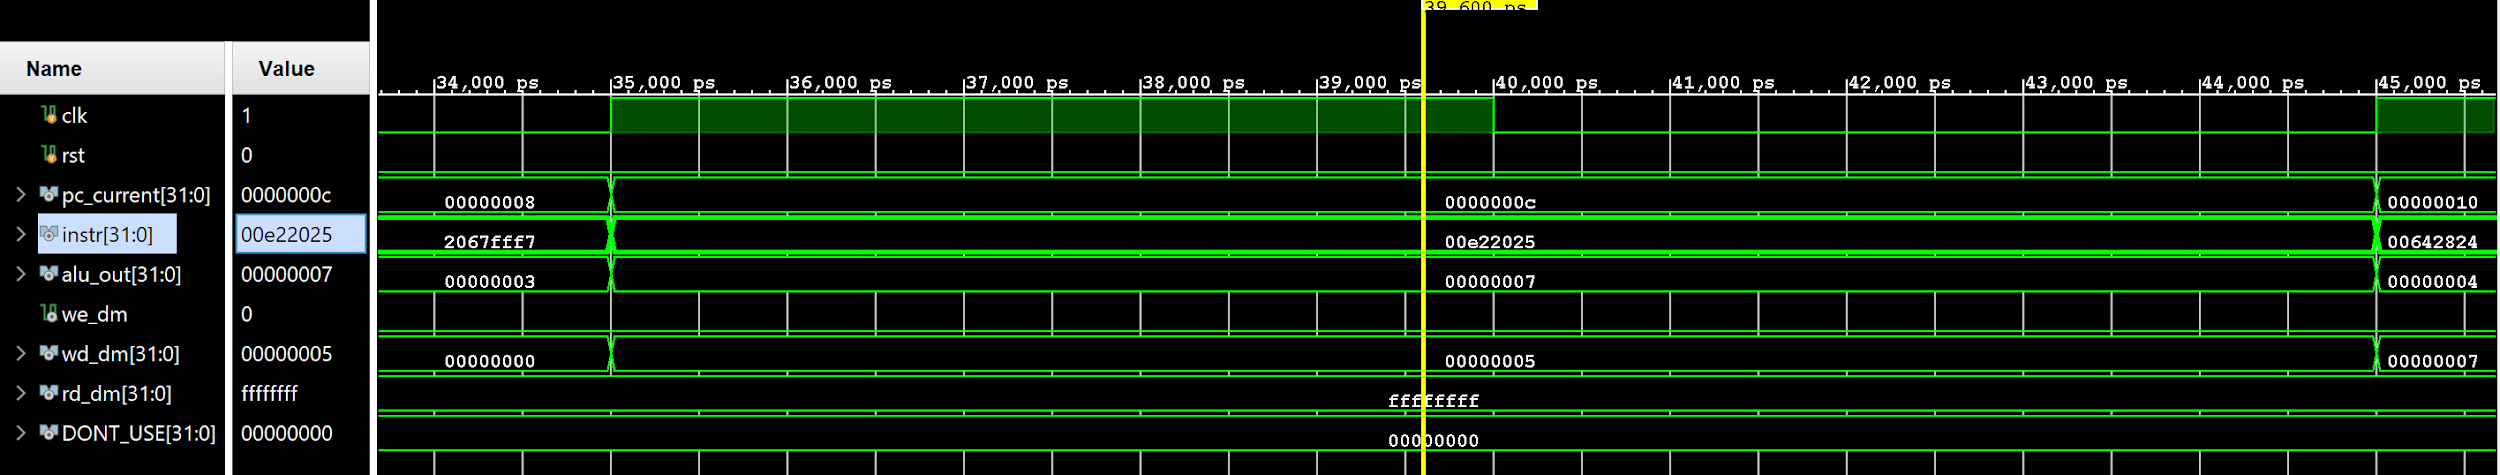 39,600 ps
Name Value
34,000 ps 35,000 ps 36,000 ps 37,000 ps 38,000 ps 39,000 ps 40,000 ps 41,000 ps 42,000 ps 43,000 ps 44,000 ps 45,000 ps
clk 1
rst 0
pc_current[31:0] 0000000c 00000008 0000000c 00000010
instr[31:0] 00e22025 2067fff7 00e22025 00642824
alu_out[31:0] 00000007 00000003 00000007 00000004
we_dm 0
wd_dm[31:0] 00000005 00000000 00000005 00000007
rd_dm[31:0] ffffffff ffffffff
DONT_USE[31:0] 00000000 00000000